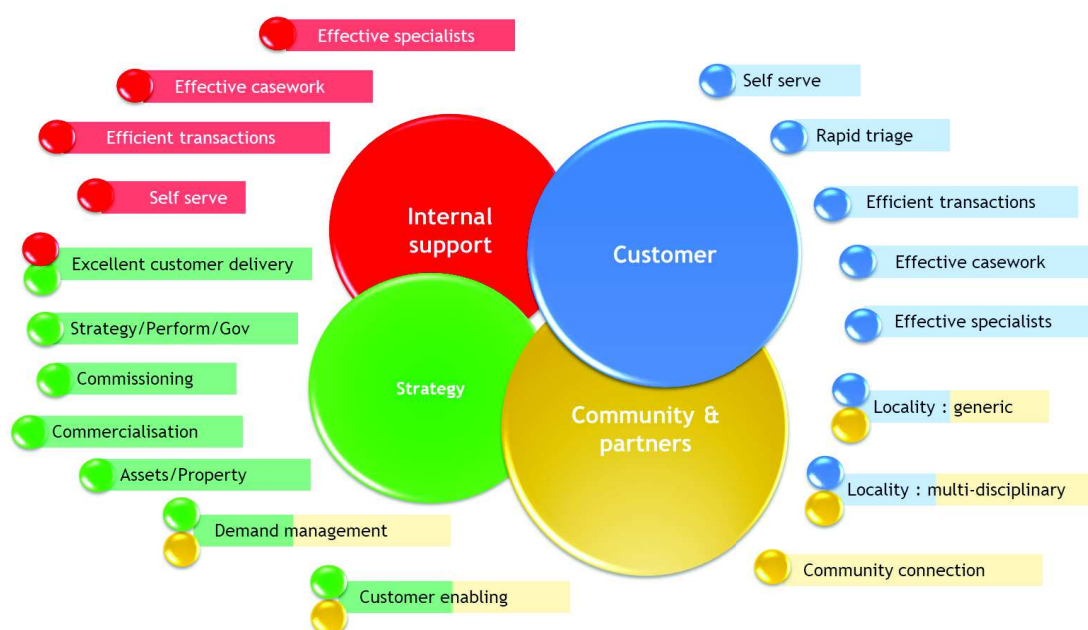 Effective specialists
Effective casework
Efficient transactions
Self serve
Excellent customer delivery
Strategy/Perform/Gov
Commissioning
Commercialisation
Assets/Property
Demand management
Customer enabling
Internal
support
Customer
Strategy
Community &
partners
Self serve
Rapid triage
Efficient transactions
Effective casework
Effective specialists
Locality : generic
Locality : multi-disciplinary
Community connection